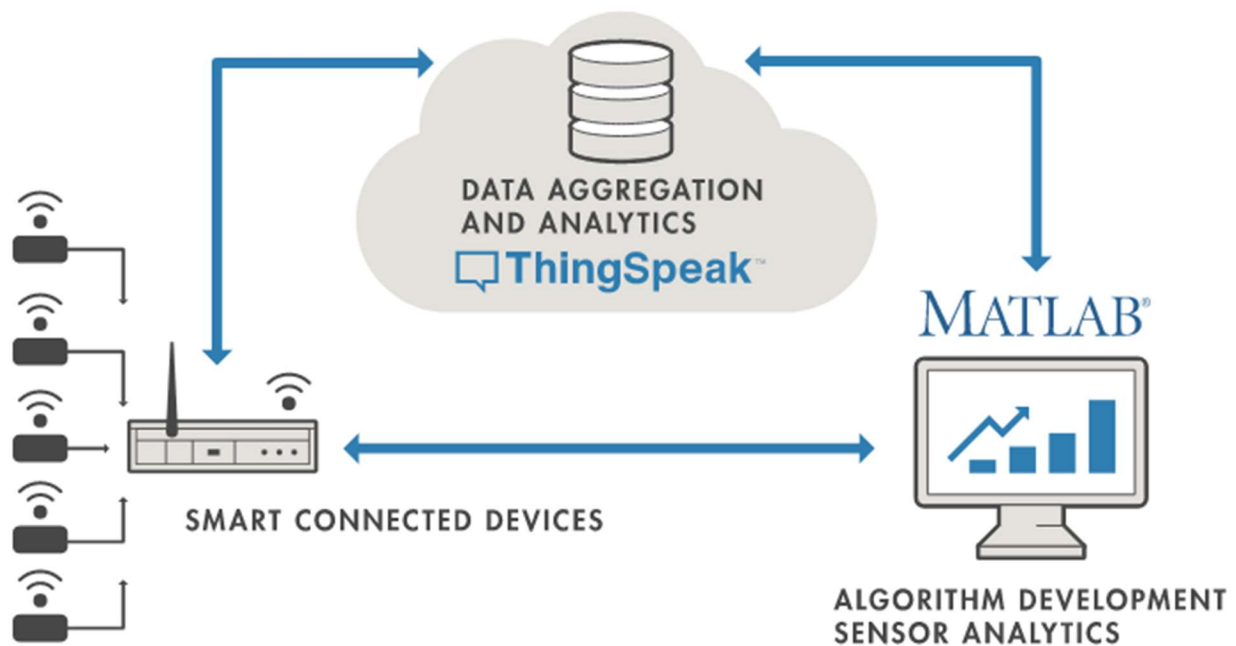 DATA AGGREGATION
AND ANALYTICS
ThingSpeak™
MATLAB®
SMART CONNECTED DEVICES
ALGORITHM DEVELOPMENT
SENSOR ANALYTICS